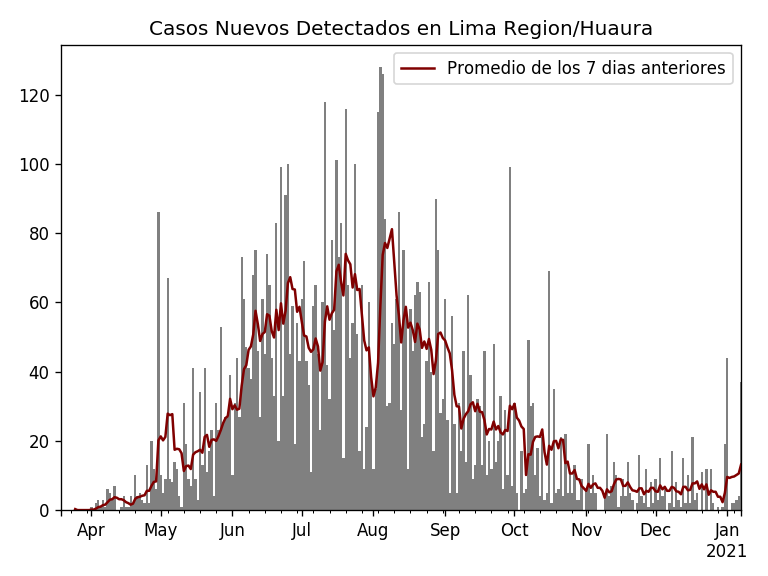 Casos Nuevos Detectados en Lima Region/Huaura
Promedio de los 7 dias anteriores
120
100
80
60
40
20
0
Apr May Jun Jul Aug Sep Oct Nov Dec Jan
2021